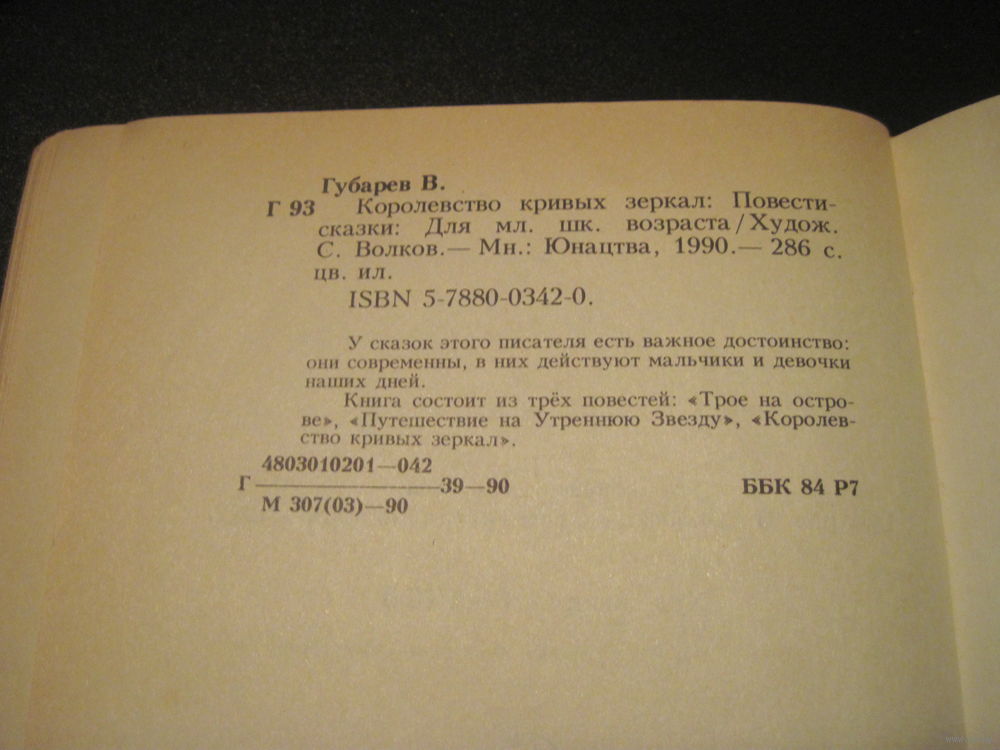 Губарев В.
Г 93 Королевство кривых зеркал: Повести-
сказки: Для мл. шк. возраста/Худож.
С. Волков.— Мн.: Юнацтва, 1990.— 286 с.
цв. ил.
ISBN 5-7880-0342-0.
У сказок этого писателя есть важное достоинство:
они современны, в них действуют мальчики и девочки
наших дней.
Книга состоит из трёх повестей: «Трое на остро-
ве», «Путешествие на Утреннюю Звезду», «Королев-
ство кривых зеркал».
4803010201—042
Г 39—90 ББК 84 Р7
М 307(03)—90